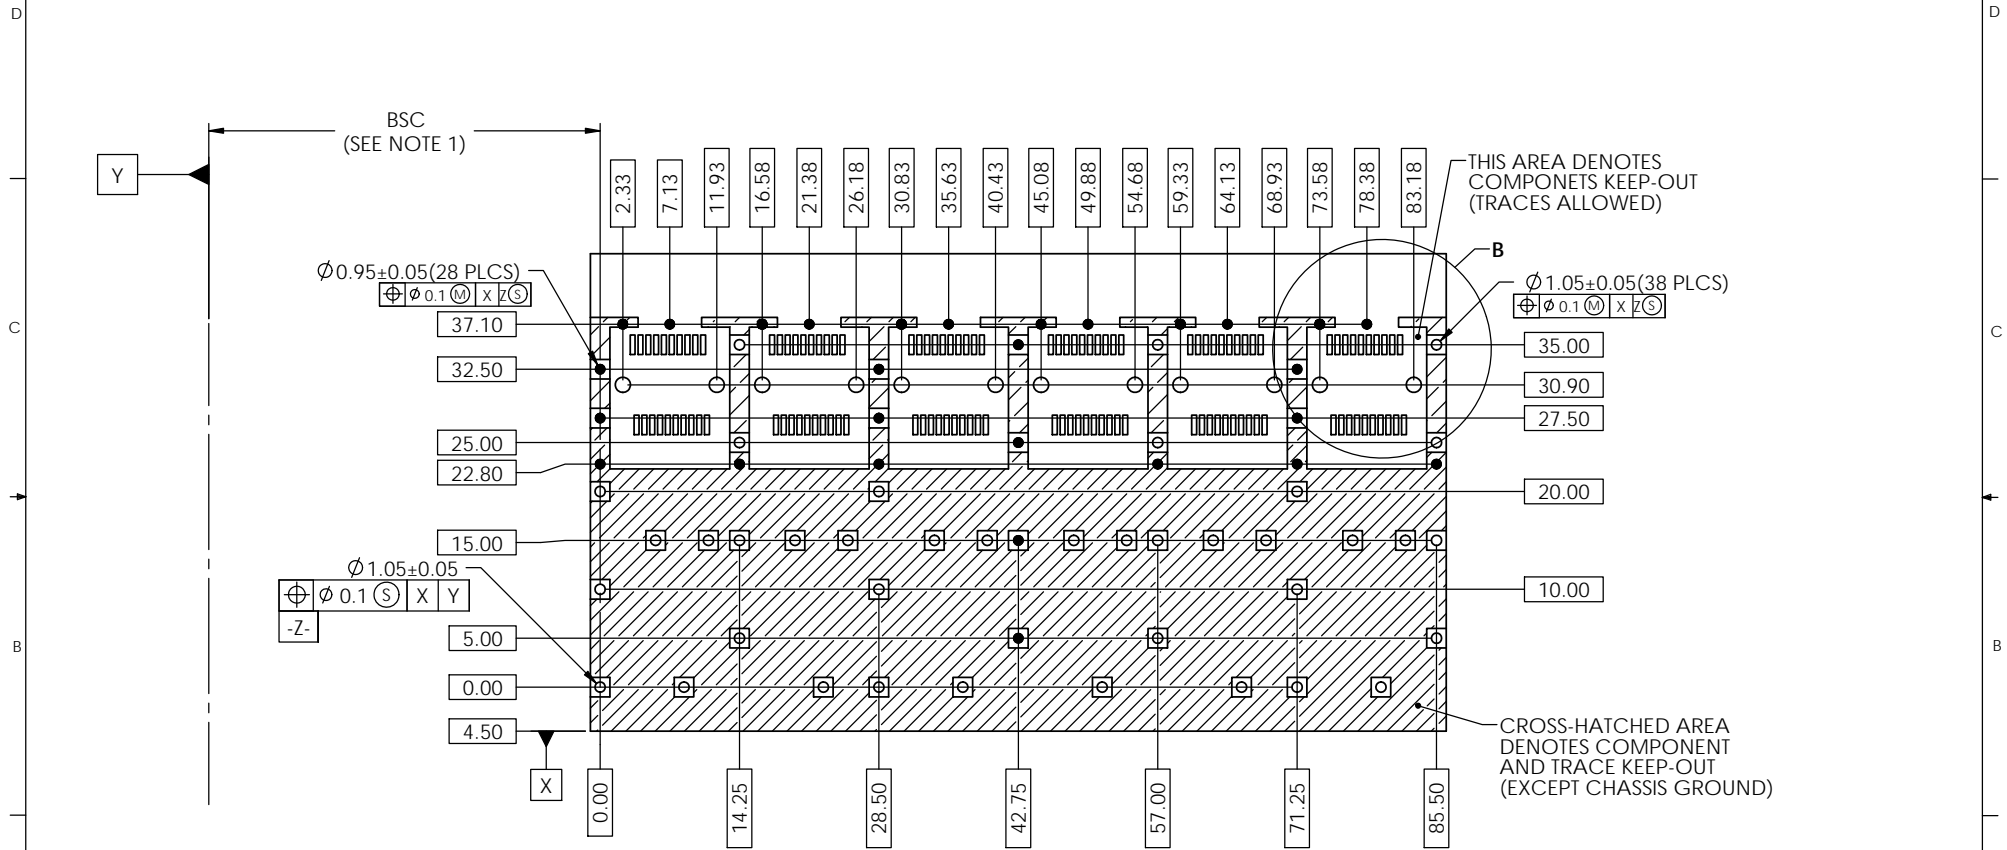 D
D
BSC
(SEE NOTE 1)
Y
2.33
7.13
11.93
16.58
21.38
26.18
30.83
35.63
40.43
45.08
49.88
54.68
59.33
64.13
68.93
73.58
78.38
83.18
THIS AREA DENOTES
COMPONETS KEEP-OUT
(TRACES ALLOWED)
B
Ø0.95±0.05(28 PLCS)
⌖ Ø 0.1 Ⓜ X Z Ⓢ
Ø1.05±0.05(38 PLCS)
⌖ Ø 0.1 Ⓜ X Z Ⓢ
C
C
37.10
35.00
32.50
30.90
27.50
25.00
22.80
20.00
15.00
Ø1.05±0.05
⌖ Ø 0.1 Ⓢ X Y
-Z-
10.00
5.00
B
B
0.00
4.50
X
CROSS-HATCHED AREA
DENOTES COMPONENT
AND TRACE KEEP-OUT
(EXCEPT CHASSIS GROUND)
0.00
14.25
28.50
42.75
57.00
71.25
85.50